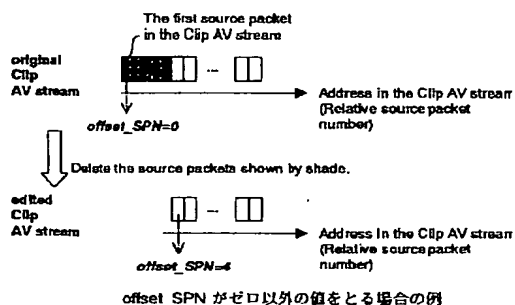 The first source packet
in the Clip AV stream
original
Clip
AV stream
...
Address in the Clip AV stream
(Relative source packet
number)
offset_SPN=0
Delete the source packets shown by shade.
edited
Clip
AV stream
...
Address in the Clip AV stream
(Relative source packet
number)
offset_SPN=4
offset SPN がゼロ以外の値をとる場合の例